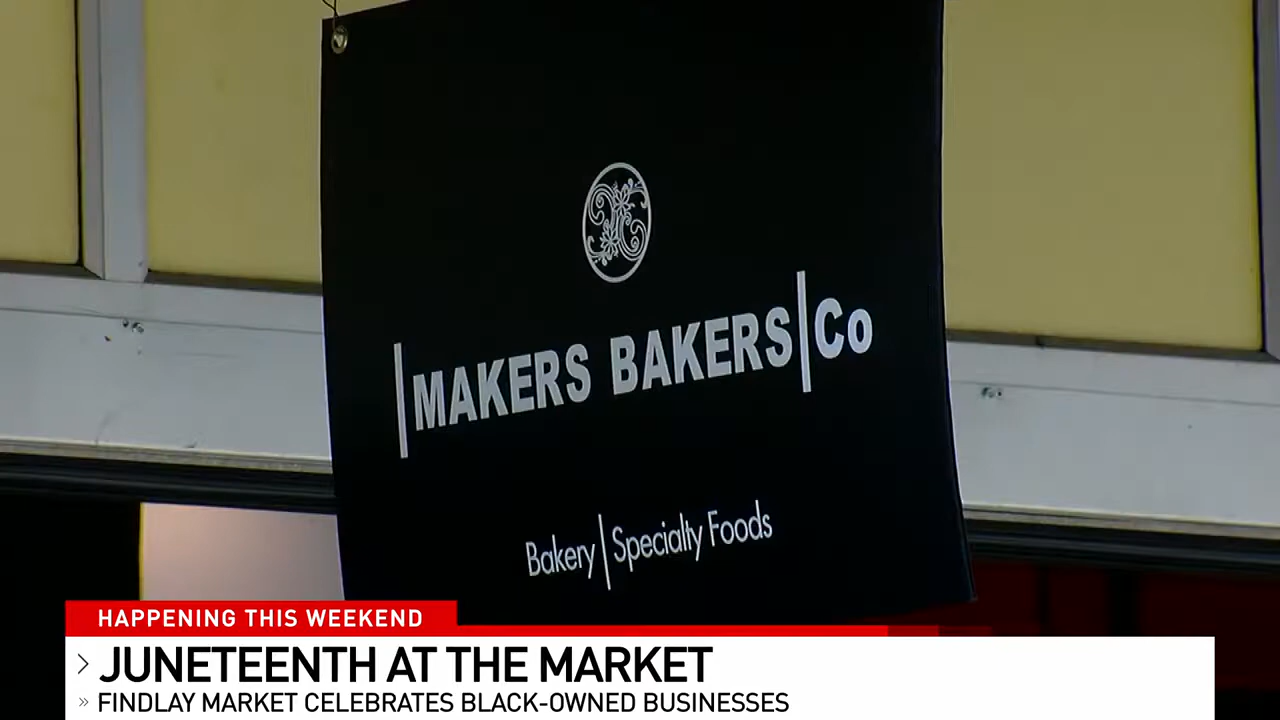 |MAKERS BAKERS|Co
Bakery|Specialty Foods
HAPPENING THIS WEEKEND
> JUNETEENTH AT THE MARKET
» FINDLAY MARKET CELEBRATES BLACK-OWNED BUSINESSES